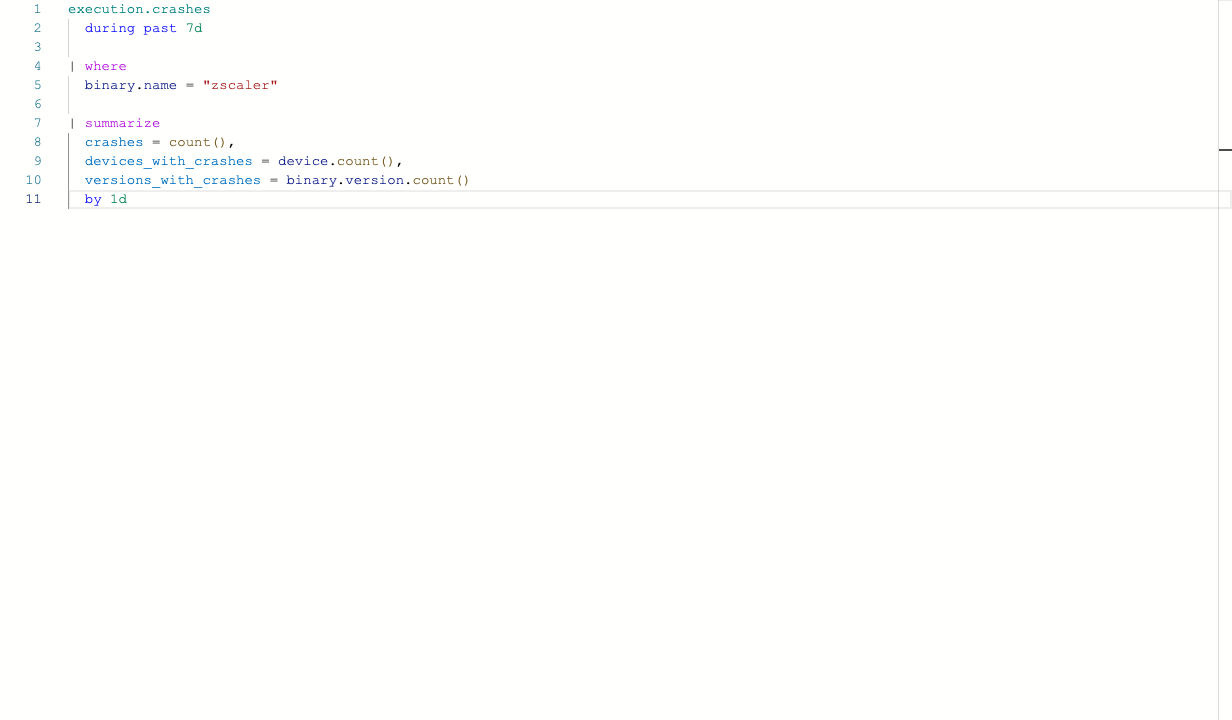 1 execution.crashes
2   during past 7d
3
4 | where
5   binary.name = "zscaler"
6
7 | summarize
8   crashes = count(),
9   devices_with_crashes = device.count(),
10   versions_with_crashes = binary.version.count()
11   by 1d